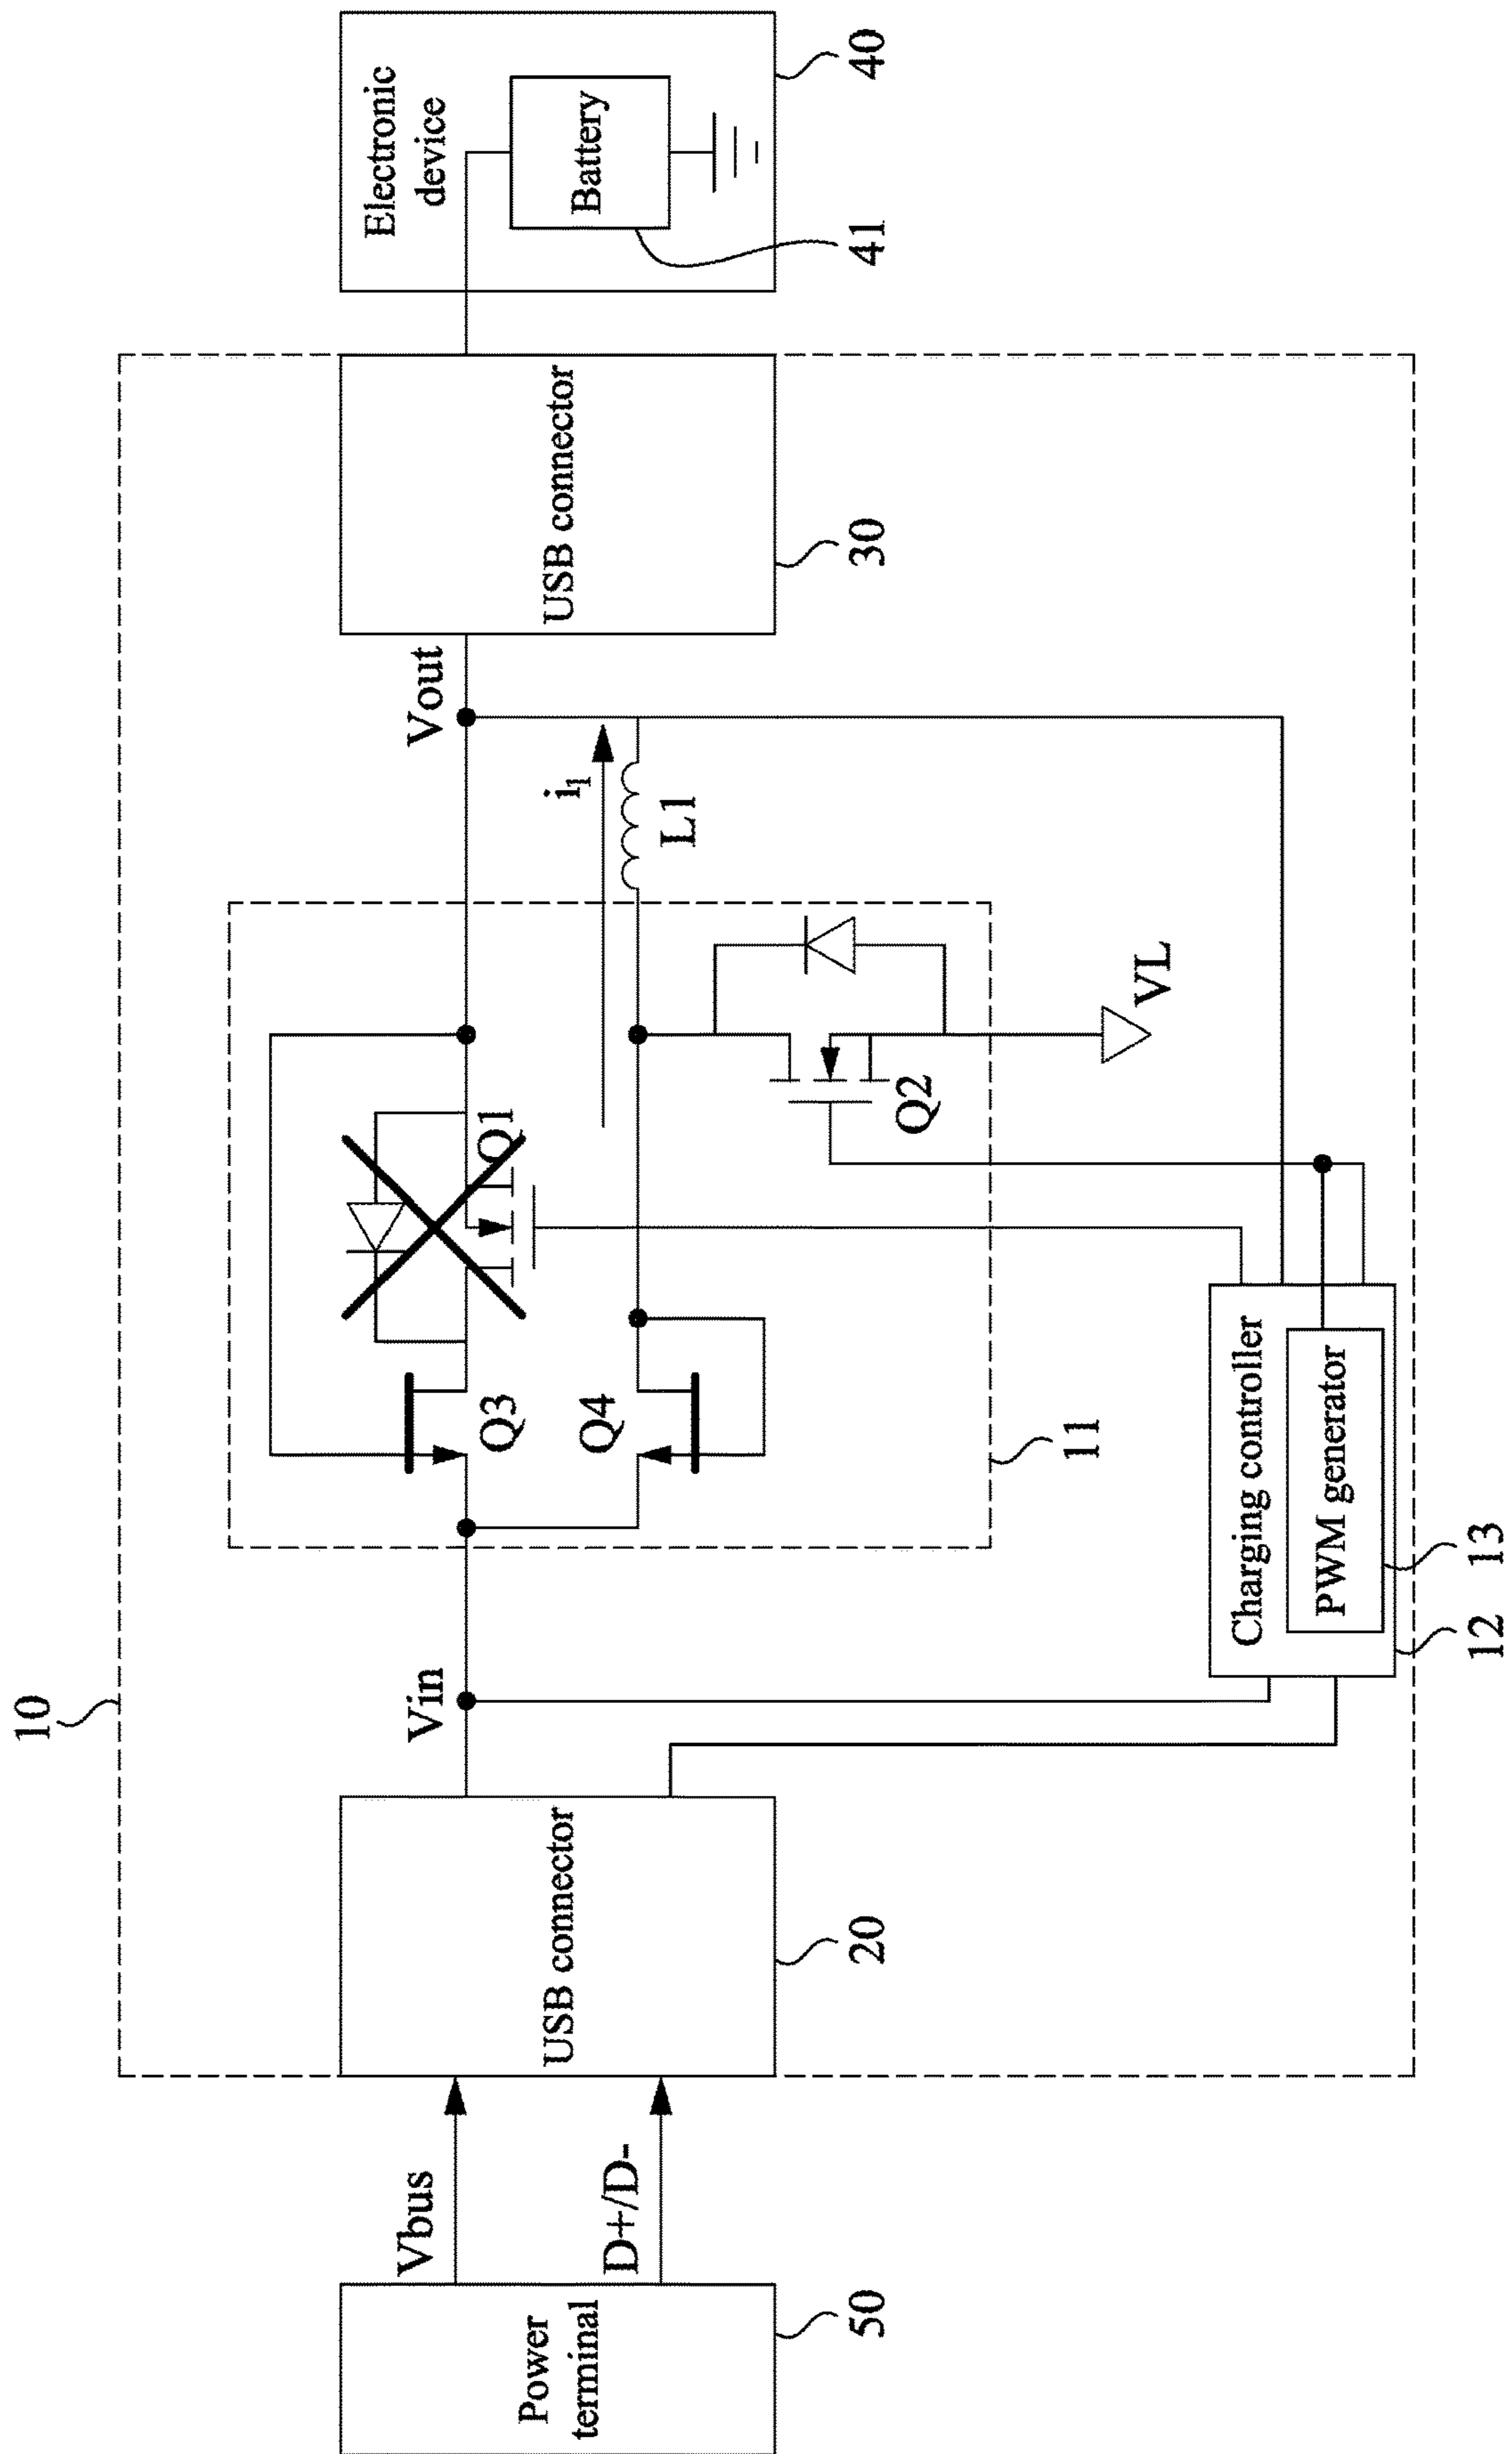 10
Power
terminal
50
Vbus
D+/D-
USB connector
20
Vin
Q3
Q4
Q1
Q2
VL
11
i1
L1
Vout
Charging controller
PWM generator
12
13
USB connector
30
Electronic
device
Battery
41
40